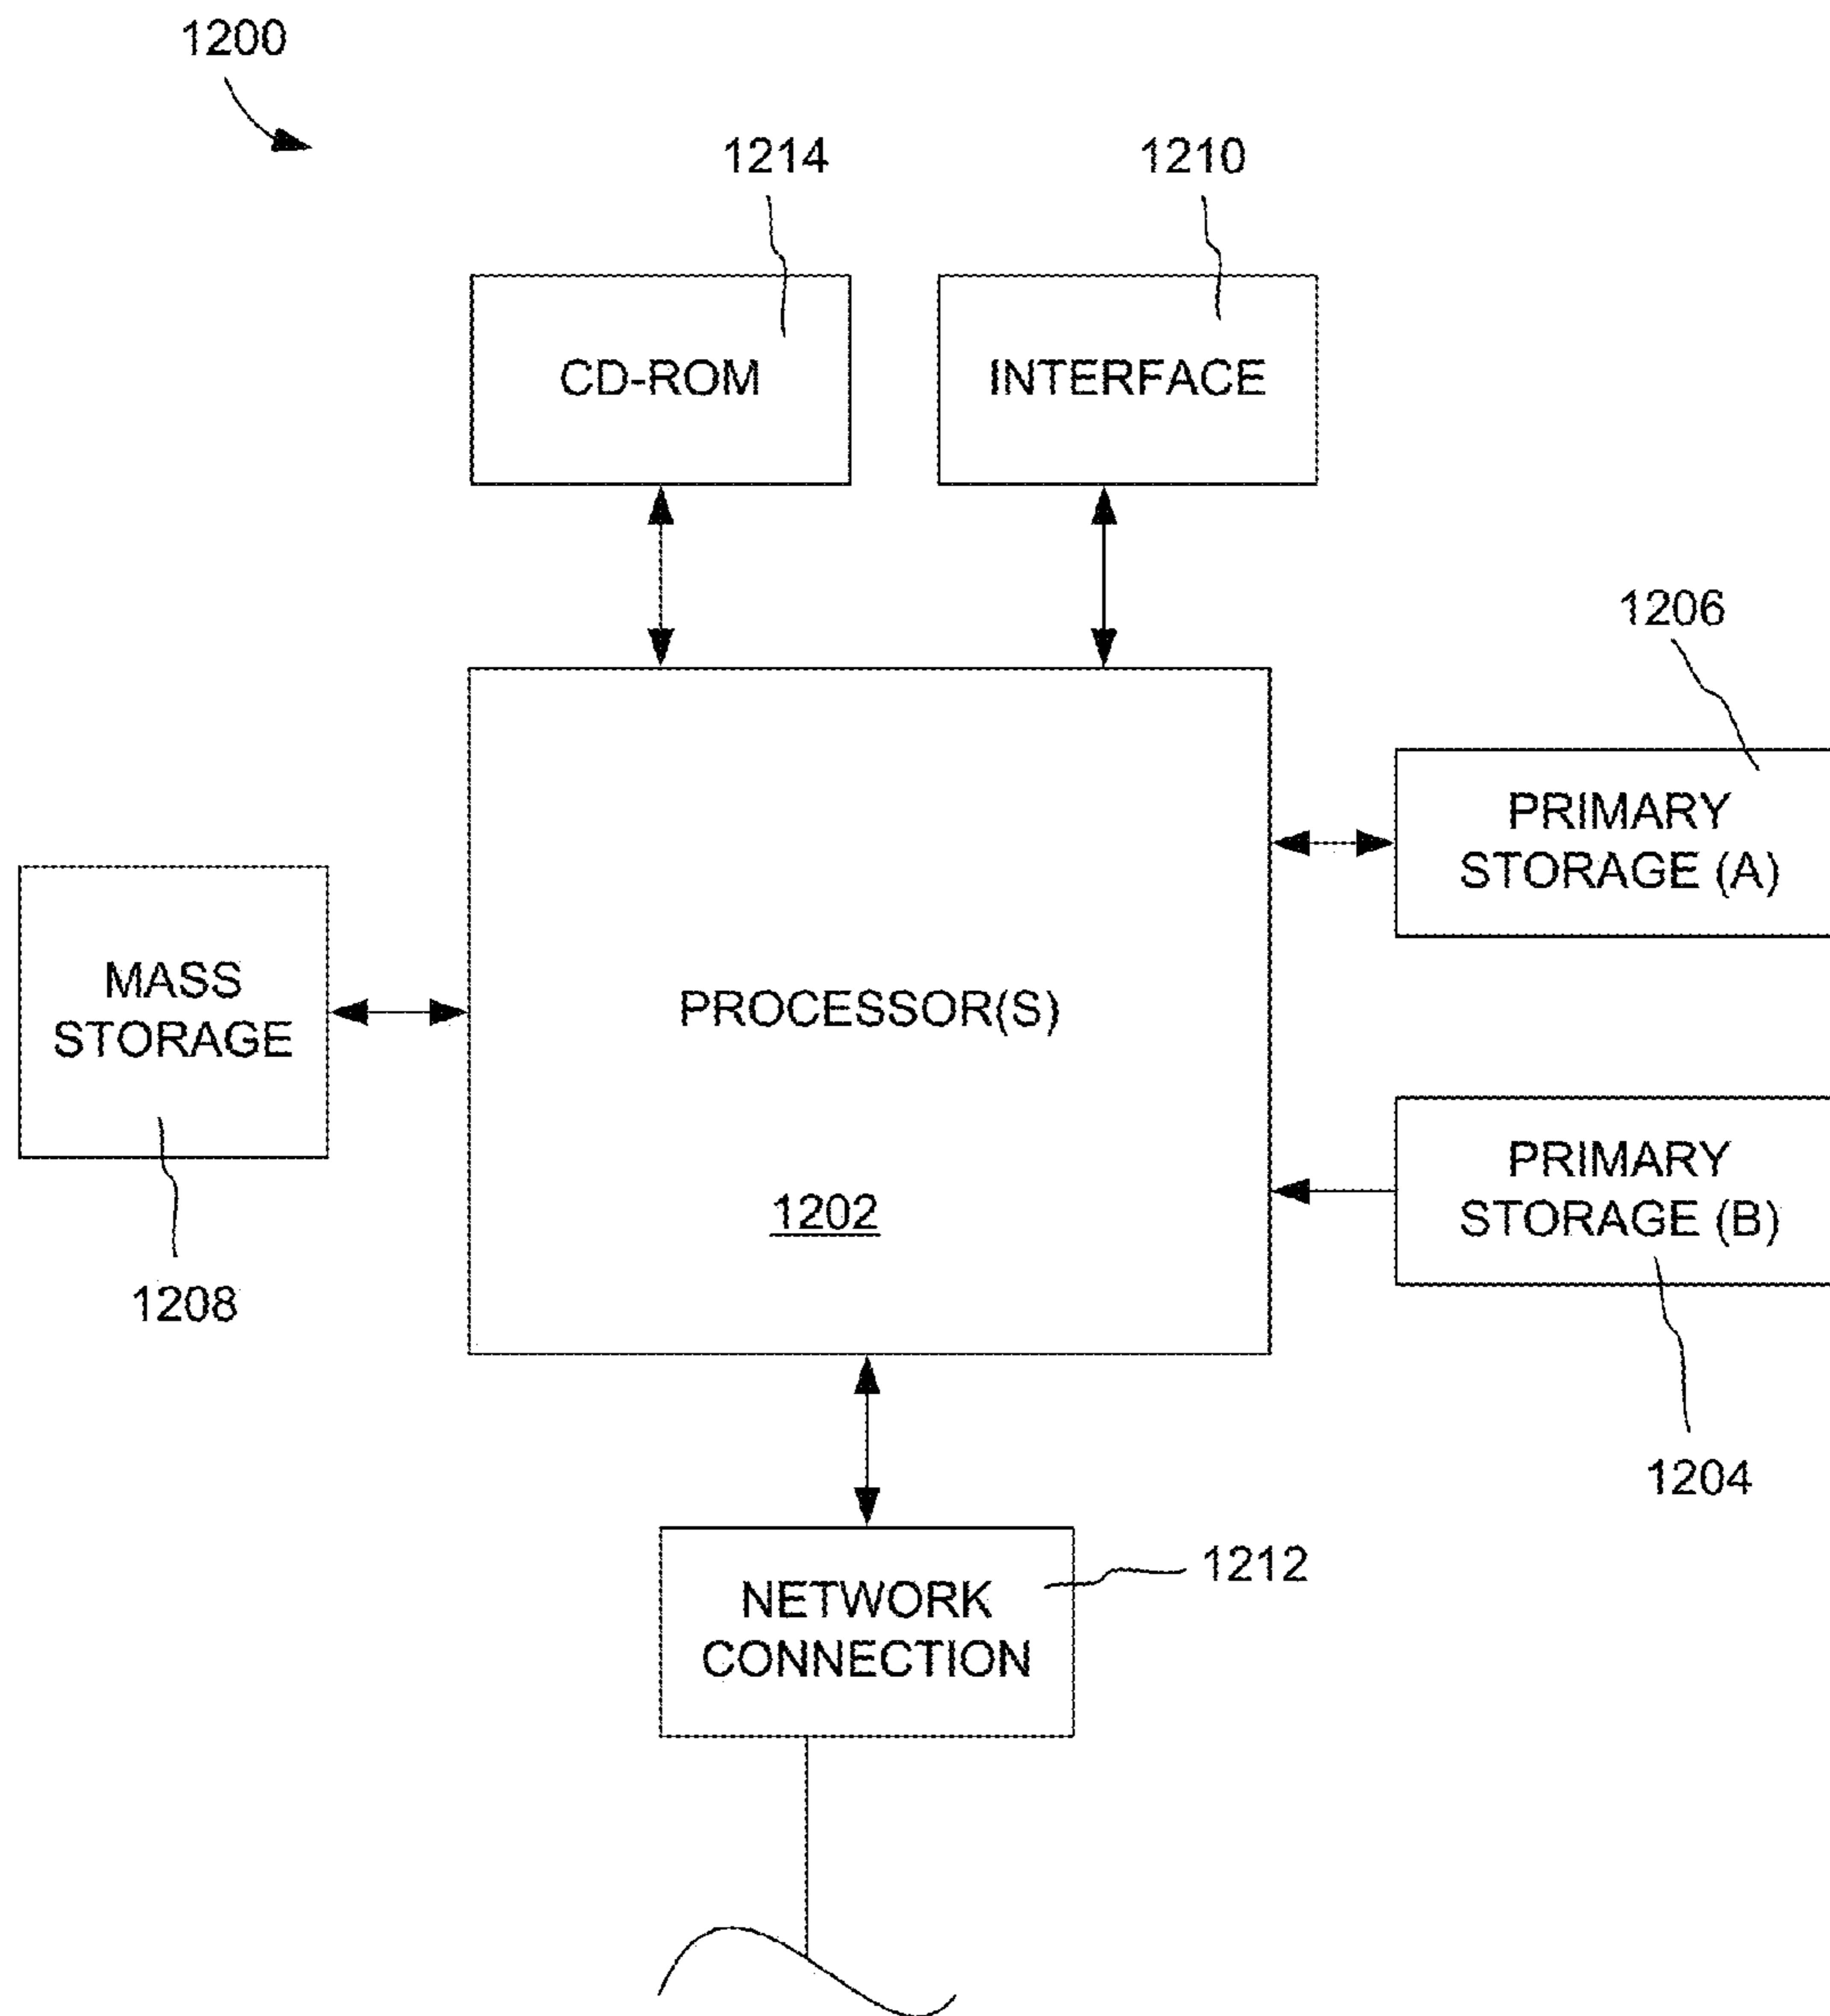 1200
1214
1210
CD-ROM
INTERFACE
1206
PRIMARY
STORAGE (A)
MASS
STORAGE
PROCESSOR(S)
PRIMARY
STORAGE (B)
1202
1208
1204
1212
NETWORK
CONNECTION